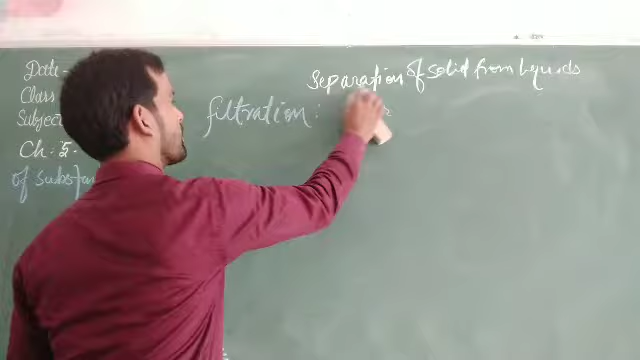 Separation of solid from Liquids
Date-
Class
filtration:
Subject
Ch. 5.
of Substan